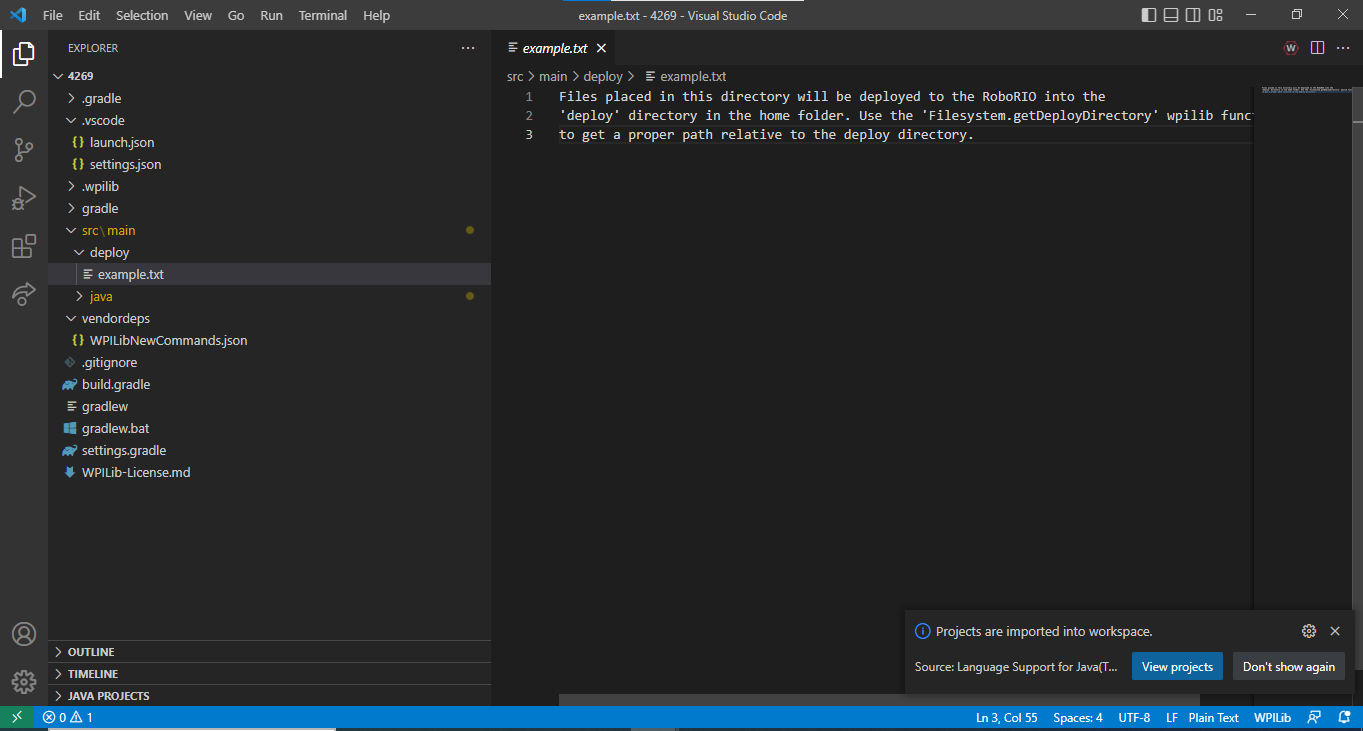 File Edit Selection View Go Run Terminal Help
example.txt - 4269 - Visual Studio Code
EXPLORER
4269
.gradle
.vscode
launch.json
settings.json
.wpilib
gradle
src\main
deploy
example.txt
java
vendordeps
WPILibNewCommands.json
.gitignore
build.gradle
gradlew
gradlew.bat
settings.gradle
WPILib-License.md
OUTLINE
TIMELINE
JAVA PROJECTS
example.txt
W
src > main > deploy > example.txt
1 Files placed in this directory will be deployed to the RoboRIO into the
2 'deploy' directory in the home folder. Use the 'Filesystem.getDeployDirectory' wpilib func
3 to get a proper path relative to the deploy directory.
Projects are imported into workspace.
Source: Language Support for Java(T...
View projects
Don't show again
0 1
Ln 3, Col 55 Spaces: 4 UTF-8 LF Plain Text WPILib